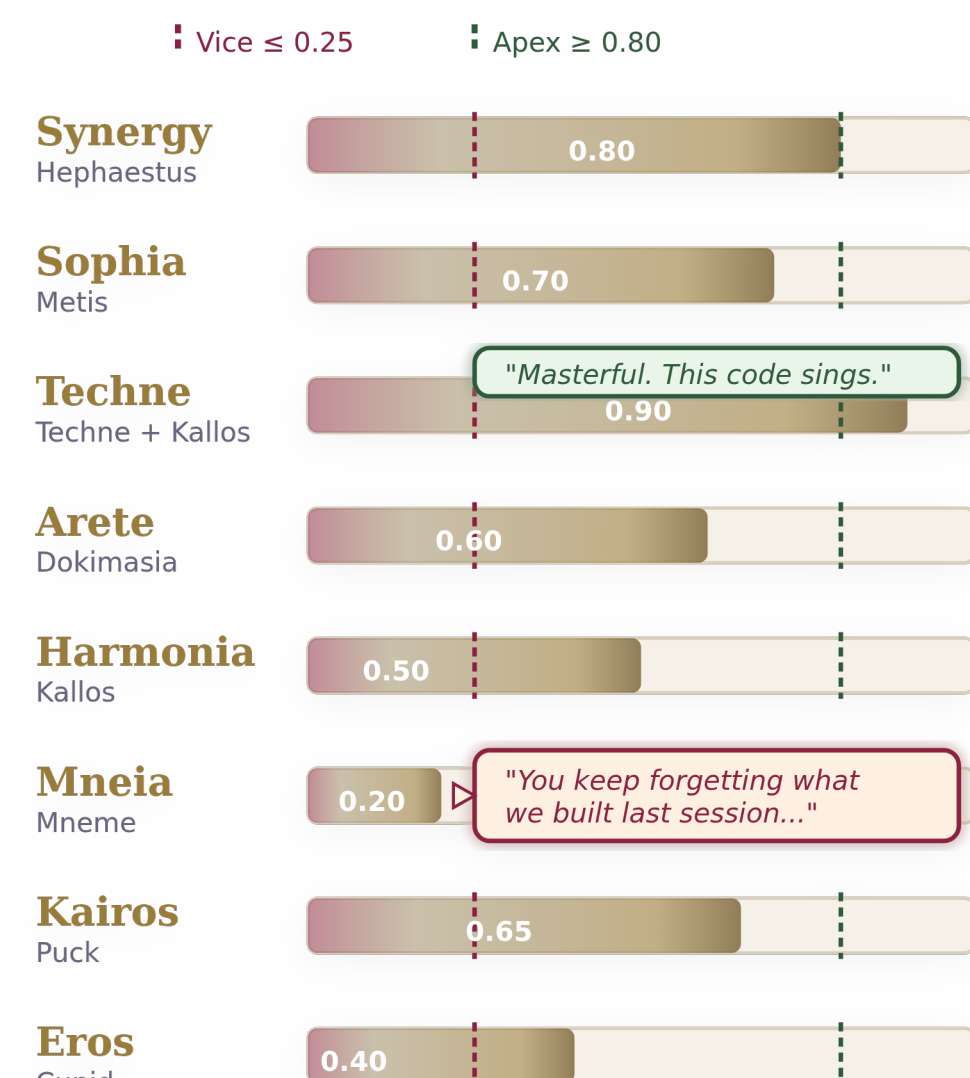 Vice ≤ 0.25
Apex ≥ 0.80
Synergy
Hephaestus
0.80
Sophia
Metis
0.70
Techne
Techne + Kallos
"Masterful. This code sings."
0.90
Arete
Dokimasia
0.60
Harmonia
Kallos
0.50
Mneia
Mneme
0.20
"You keep forgetting what
we built last session..."
Kairos
Puck
0.65
Eros
Cupid
0.40